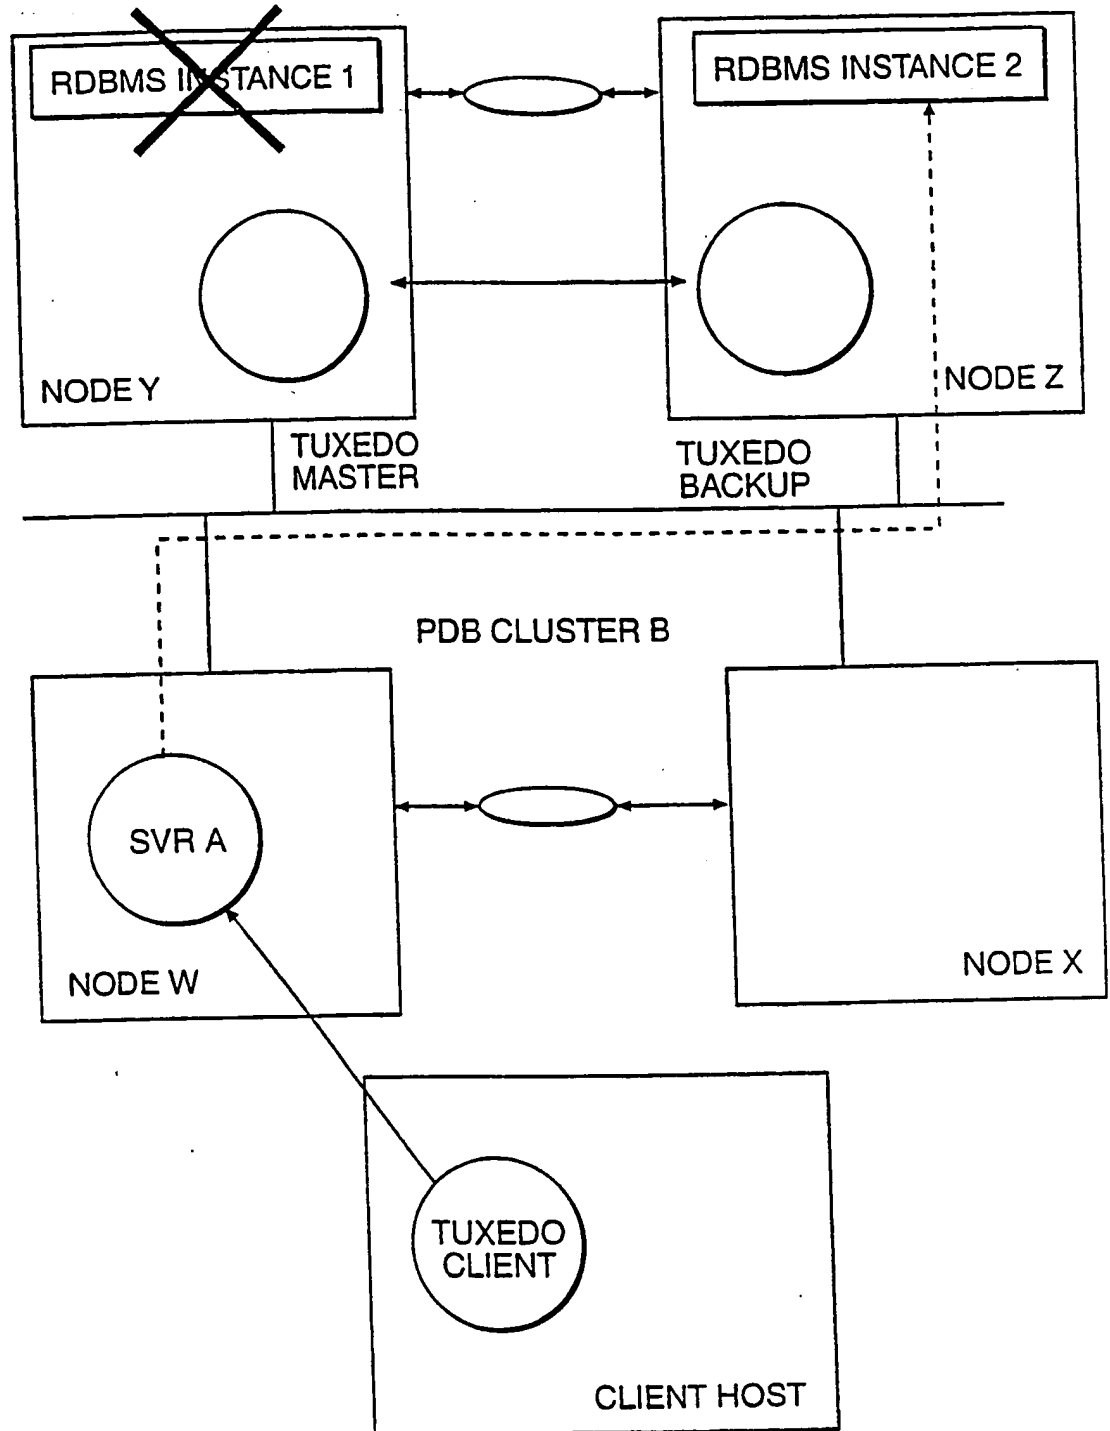 RDBMS INSTANCE 1
RDBMS INSTANCE 2
NODE Y
NODE Z
TUXEDO
MASTER
TUXEDO
BACKUP
PDB CLUSTER B
SVR A
NODE W
NODE X
TUXEDO
CLIENT
CLIENT HOST